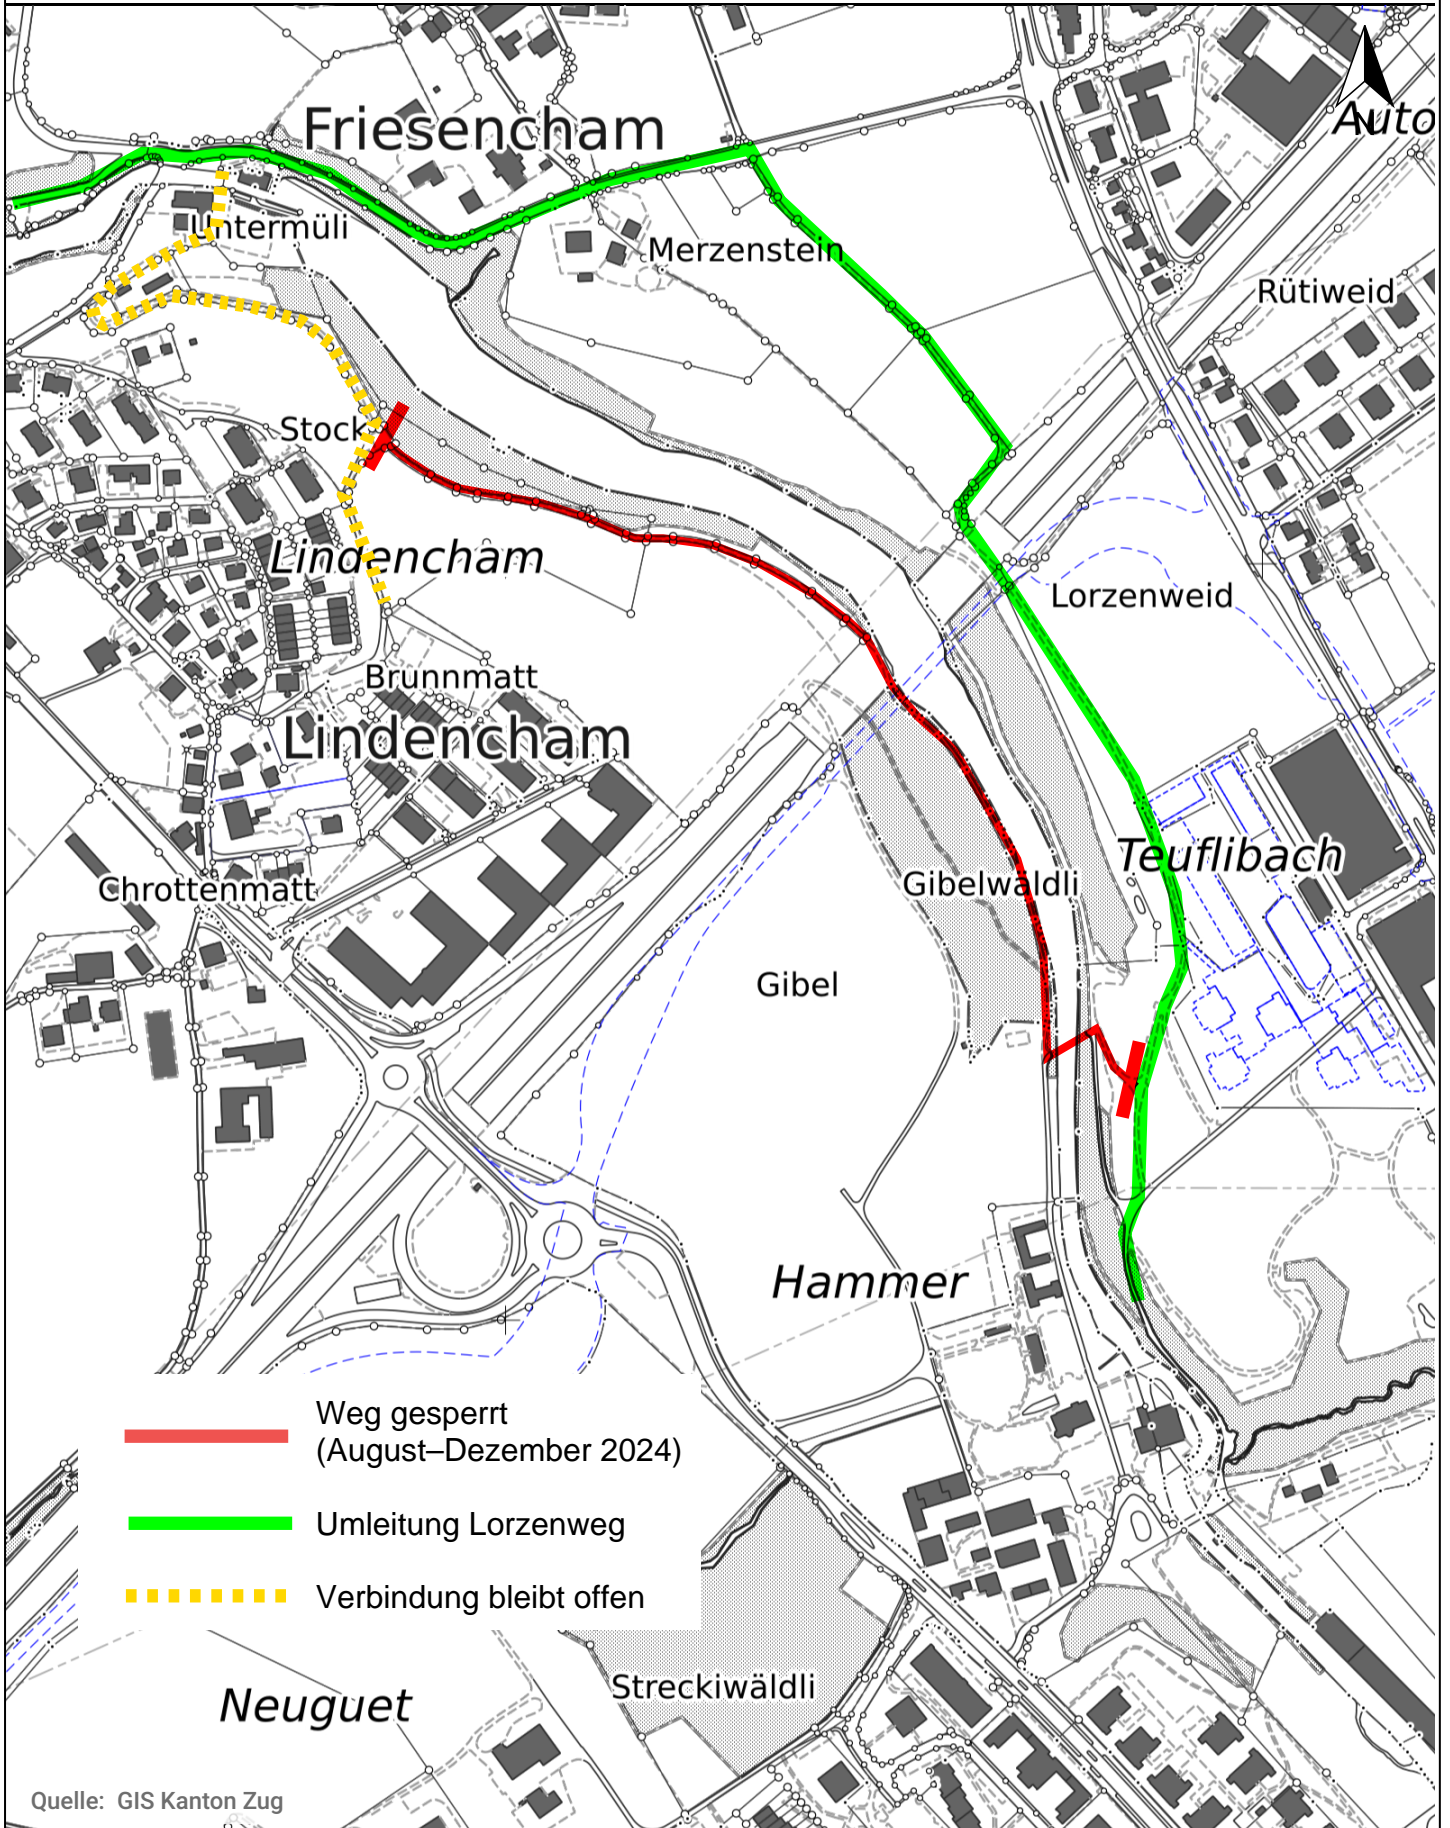 Auto
N
Friesencham
Untermüli
Merzenstein
Rütiweid
Stock
Lindencham
Lorzenweid
Brunnmatt
Lindencham
Teuflibach
Gibelwäldli
Chrottenmatt
Gibel
Hammer
Weg gesperrt
(August–Dezember 2024)
Umleitung Lorzenweg
Verbindung bleibt offen
Streckiwäldli
Neuguet
Quelle: GIS Kanton Zug